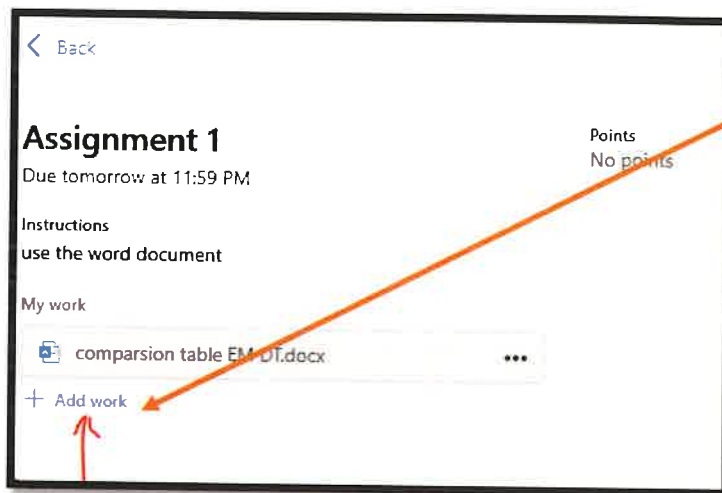 Back
Assignment 1
Points
No points
Due tomorrow at 11:59 PM
Instructions
use the word document
My work
comparsion table EM DT.docx
Add work